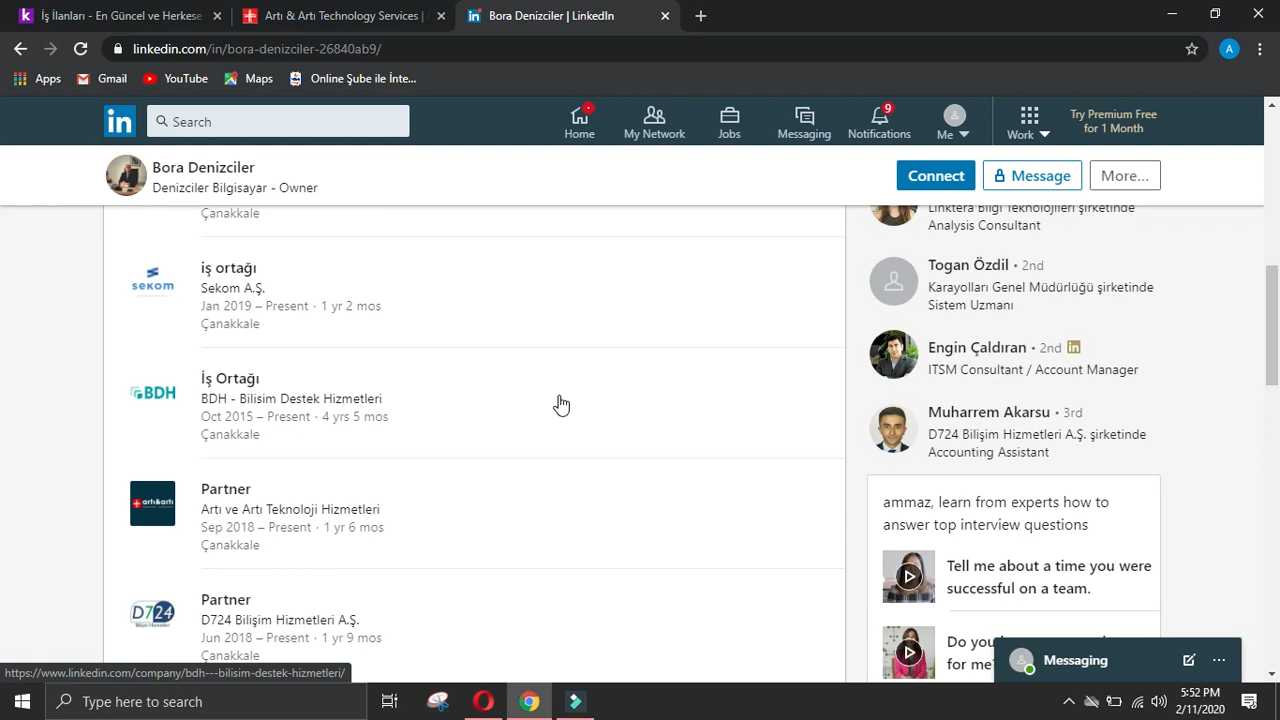 İş İlanları - En Güncel ve Herkese
Artı & Artı Technology Services |
Bora Denizciler | LinkedIn
linkedin.com/in/bora-denizciler-26840ab9/
A
Apps
Gmail
YouTube
Maps
Online Şube ile İnte...
in
Search
Home
My Network
Jobs
Messaging
9
Notifications
Me
Work
Try Premium Free
for 1 Month
Bora Denizciler
Denizciler Bilgisayar - Owner
Connect
Message
More...
Çanakkale
sekom
iş ortağı
Sekom A.Ş.
Jan 2019 – Present · 1 yr 2 mos
Çanakkale
BDH
İş Ortağı
BDH - Bilisim Destek Hizmetleri
Oct 2015 – Present · 4 yrs 5 mos
Çanakkale
artı&artı
Partner
Artı ve Artı Teknoloji Hizmetleri
Sep 2018 – Present · 1 yr 6 mos
Çanakkale
D724
Partner
D724 Bilişim Hizmetleri A.Ş.
Jun 2018 – Present · 1 yr 9 mos
Çanakkale
Linktera Bilgi Teknolojileri şirketinde
Analysis Consultant
Togan Özdil • 2nd
Karayolları Genel Müdürlüğü şirketinde
Sistem Uzmanı
Engin Çaldıran • 2nd in
ITSM Consultant / Account Manager
Muharrem Akarsu • 3rd
D724 Bilişim Hizmetleri A.Ş. şirketinde
Accounting Assistant
ammaz, learn from experts how to
answer top interview questions
Tell me about a time you were
successful on a team.
for me
Messaging
https://www.linkedin.com/company/bdh---bilisim-destek-hizmetleri/
Type here to search
5:52 PM
2/11/2020